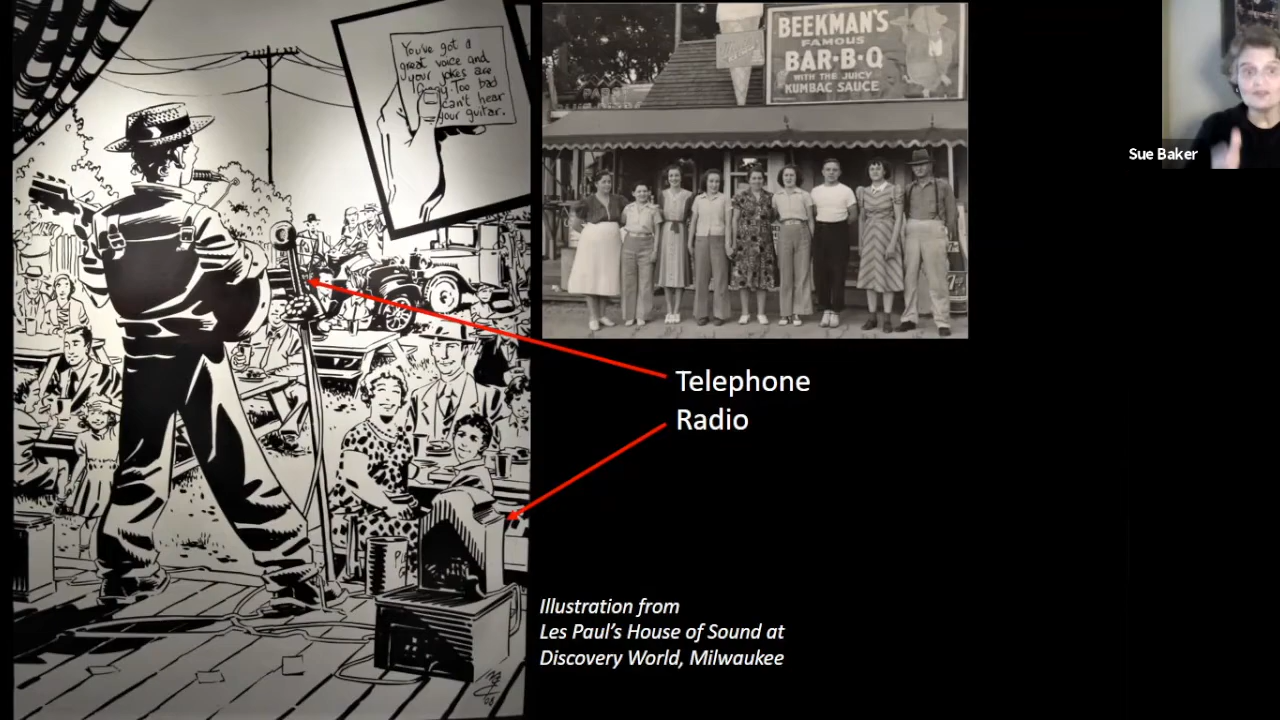 You've got a
great voice and
your jokes are
Too bad
can't hear
your guitar.
BEEKMAN'S
FAMOUS
BAR-B-Q
WITH THE JUICY
KUMBAC SAUCE
Sue Baker
Telephone
Radio
Illustration from
Les Paul's House of Sound at
Discovery World, Milwaukee